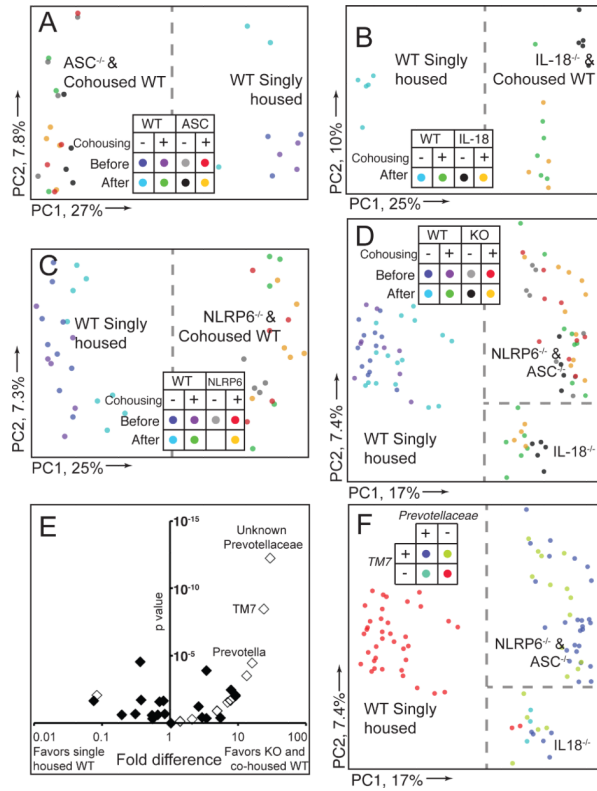 A
ASC-/- &
Cohoused WT
WT Singly
housed
WT ASC
Cohousing - + - +
Before
After
PC2, 7.8%
PC1, 27%
B
WT Singly
housed
IL-18-/- &
Cohoused WT
WT IL-18
Cohousing - + - +
After
PC2, 10%
PC1, 25%
C
WT Singly
housed
NLRP6-/- &
Cohoused WT
WT NLRP6
Cohousing - + - +
Before
After
PC2, 7.3%
PC1, 25%
D
WT KO
Cohousing - + - +
Before
After
NLRP6-/- &
ASC-/-
WT Singly
housed
IL-18-/-
PC2, 7.4%
PC1, 17%
E
10-15
Unknown
Prevotellaceae
10-10
TM7
p value
Prevotella
10-5
0
0.01 0.1 1.0 10 100
Favors single
housed WT
Fold difference
Favors KO and
co-housed WT
F
Prevotellaceae
+ -
TM7 +
-
NLRP6-/- &
ASC-/-
WT Singly
housed
IL18-/-
PC2, 7.4%
PC1, 17%